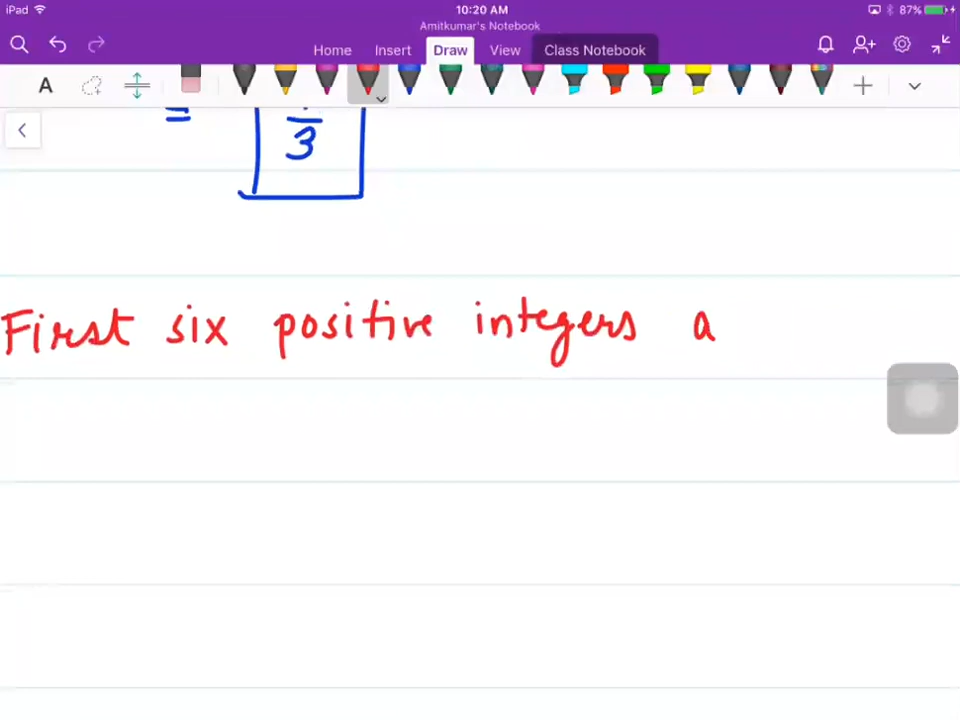 iPad 10:20 AM 87%
Amitkumar's Notebook
Home Insert Draw View Class Notebook
A
=
3
First six positive integers a